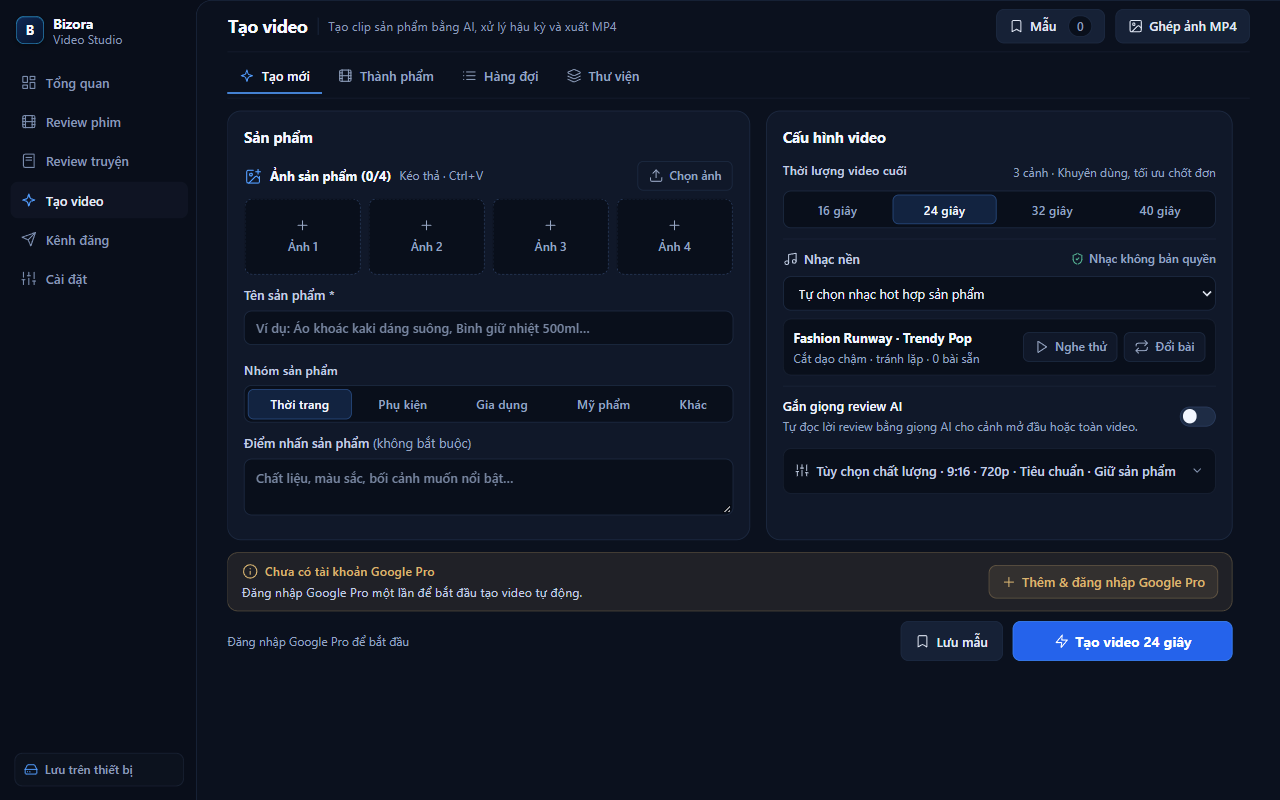 B
Bizora
Video Studio
Tổng quan
Review phim
Review truyện
Tạo video
Kênh đăng
Cài đặt
Lưu trên thiết bị
Tạo video
Tạo clip sản phẩm bằng AI, xử lý hậu kỳ và xuất MP4
Mẫu 0
Ghép ảnh MP4
Tạo mới
Thành phẩm
Hàng đợi
Thư viện
Sản phẩm
Ảnh sản phẩm (0/4) Kéo thả · Ctrl+V
Chọn ảnh
+
Ảnh 1
+
Ảnh 2
+
Ảnh 3
+
Ảnh 4
Tên sản phẩm *
Ví dụ: Áo khoác kaki dáng suông, Bình giữ nhiệt 500ml...
Nhóm sản phẩm
Thời trang
Phụ kiện
Gia dụng
Mỹ phẩm
Khác
Điểm nhấn sản phẩm (không bắt buộc)
Chất liệu, màu sắc, bối cảnh muốn nổi bật...
Cấu hình video
Thời lượng video cuối
3 cảnh · Khuyên dùng, tối ưu chốt đơn
16 giây
24 giây
32 giây
40 giây
Nhạc nền
Nhạc không bản quyền
Tự chọn nhạc hot hợp sản phẩm
Fashion Runway · Trendy Pop
Cắt dạo chậm · tránh lặp · 0 bài sẵn
Nghe thử
Đổi bài
Gắn giọng review AI
Tự đọc lời review bằng giọng AI cho cảnh mở đầu hoặc toàn video.
Tùy chọn chất lượng · 9:16 · 720p · Tiêu chuẩn · Giữ sản phẩm
Chưa có tài khoản Google Pro
Đăng nhập Google Pro một lần để bắt đầu tạo video tự động.
+ Thêm & đăng nhập Google Pro
Đăng nhập Google Pro để bắt đầu
Lưu mẫu
Tạo video 24 giây